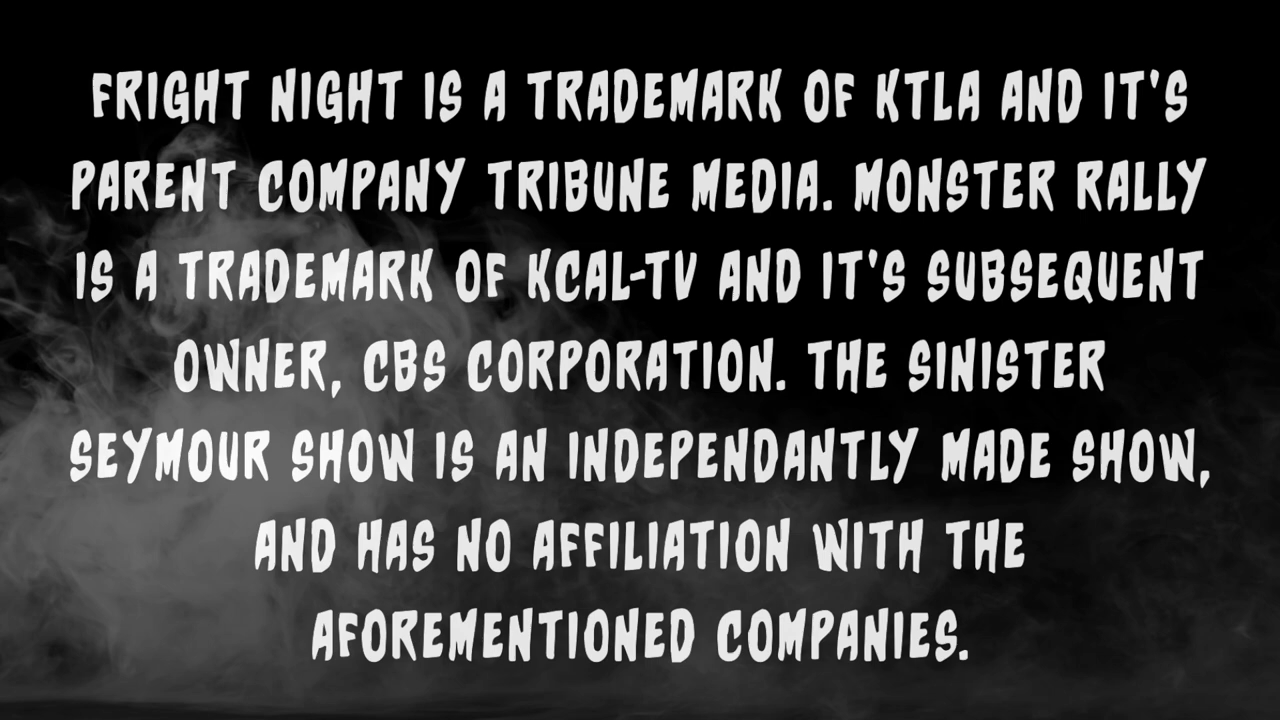 FRIGHT NIGHT IS A TRADEMARK OF KTLA AND IT'S
PARENT COMPANY TRIBUNE MEDIA. MONSTER RALLY
IS A TRADEMARK OF KCAL-TV AND IT'S SUBSEQUENT
OWNER, CBS CORPORATION. THE SINISTER
SEYMOUR SHOW IS AN INDEPENDANTLY MADE SHOW,
AND HAS NO AFFILIATION WITH THE
AFOREMENTIONED COMPANIES.